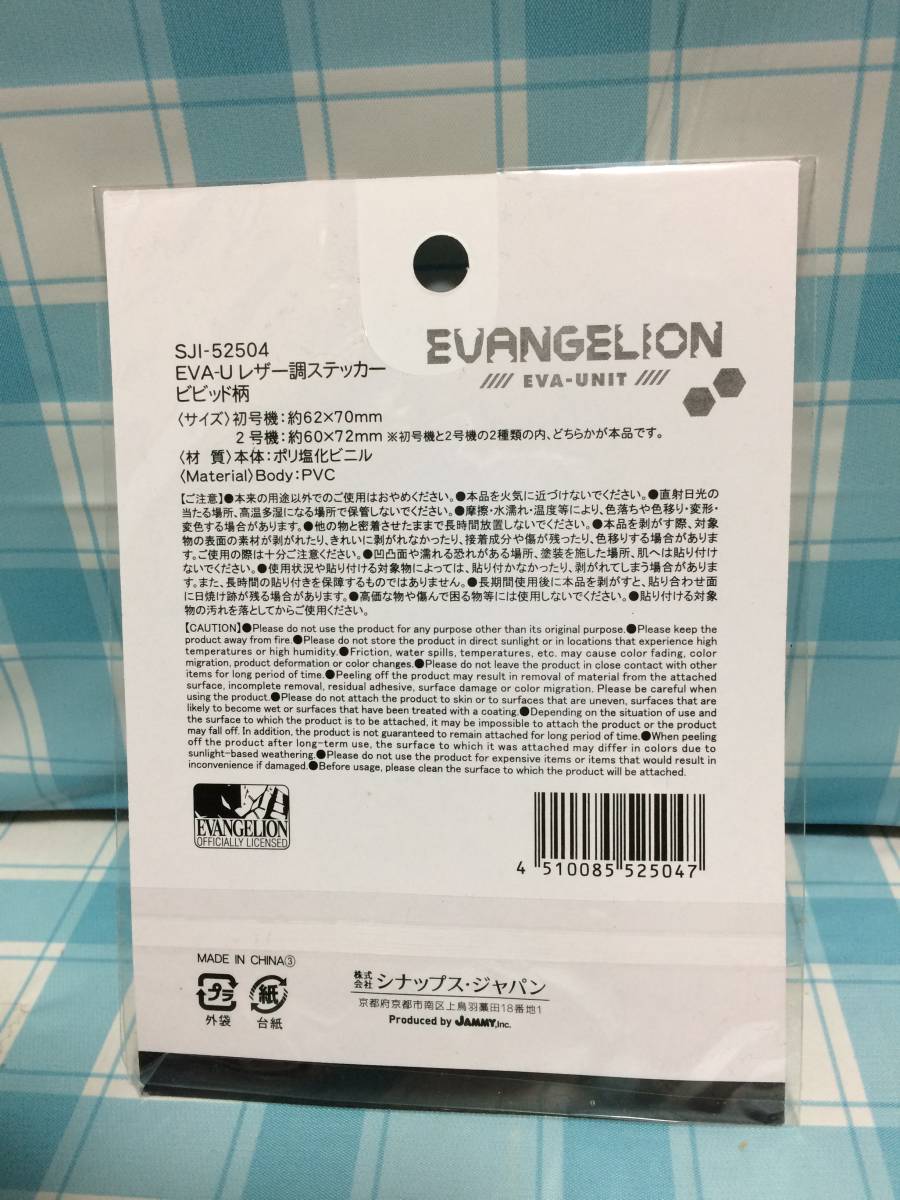 SJI-52504
EVA-U レザー調ステッカー
ビビッド柄
EVANGELION
//// EVA-UNIT ////
〈サイズ〉初号機：約62×70mm
2号機：約60×72mm ※初号機と2号機の2種類の内、どちらかが本品です。
〈材 質〉本体：ポリ塩化ビニル
〈Material〉Body：PVC
【ご注意】●本来の用途以外でのご使用はおやめください。●本品を火気に近づけないでください。●直射日光の
当たる場所、高温多湿になる場所で保管しないでください。●摩擦・水濡れ・温度等により、色落ちや色移り・変形・
変色する場合があります。●他の物と密着させたままで長時間放置しないでください。●本品を剥がす際、対象
物の表面の素材が剥がれたり、きれいに剥がれなかったり、接着成分や傷が残ったり、色移りする場合がありま
す。ご使用の際は十分ご注意ください。●凹凸面や濡れる恐れがある場所、塗装を施した場所、肌へは貼り付け
ないでください。●使用状況や貼り付ける対象物によっては、貼り付かなかったり、剥がれてしまう場合がありま
す。また、長時間の貼り付きを保障するものではありません。●長期間使用後に本品を剥がすと、貼り合わせ面
に日焼け跡が残る場合があります。●高価な物や傷んで困る物等には使用しないでください。●貼り付ける対象
物の汚れを落としてからご使用ください。
【CAUTION】●Please do not use the product for any purpose other than its original purpose.●Please keep the
product away from fire.●Please do not store the product in direct sunlight or in locations that experience high
temperatures or high humidity.●Friction, water spills, temperatures, etc. may cause color fading, color
migration, product deformation or color changes.●Please do not leave the product in close contact with other
items for long period of time.●Peeling off the product may result in removal of material from the attached
surface, incomplete removal, residual adhesive, surface damage or color migration. Please be careful when
using the product.●Please do not attach the product to skin or to surfaces that are uneven, surfaces that are
likely to become wet or surfaces that have been treated with a coating.●Depending on the situation of use and
the surface to which the product is to be attached, it may be impossible to attach the product or the product
may fall off. In addition, the product is not guaranteed to remain attached for long period of time.●When peeling
off the product after long-term use, the surface to which it was attached may differ in colors due to
sunlight-based weathering.●Please do not use the product for expensive items or items that would result in
inconvenience if damaged.●Before usage, please clean the surface to which the product will be attached.
EVANGELION
OFFICIALLY LICENSED
4 510085 525047
MADE IN CHINA③
プラ
外袋
紙
台紙
株式会社 シナップス・ジャパン
京都府京都市南区上鳥羽藁田18番地1
Produced by JAMMY,Inc.